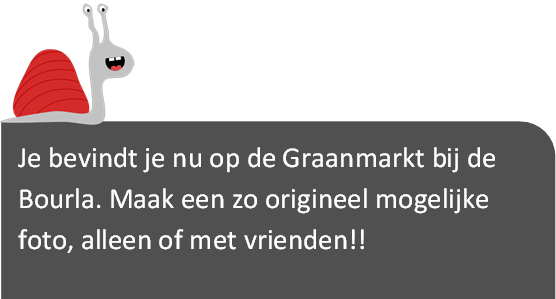 Je bevindt je nu op de Graanmarkt bij de
Bourla. Maak een zo origineel mogelijke
foto, alleen of met vrienden!!